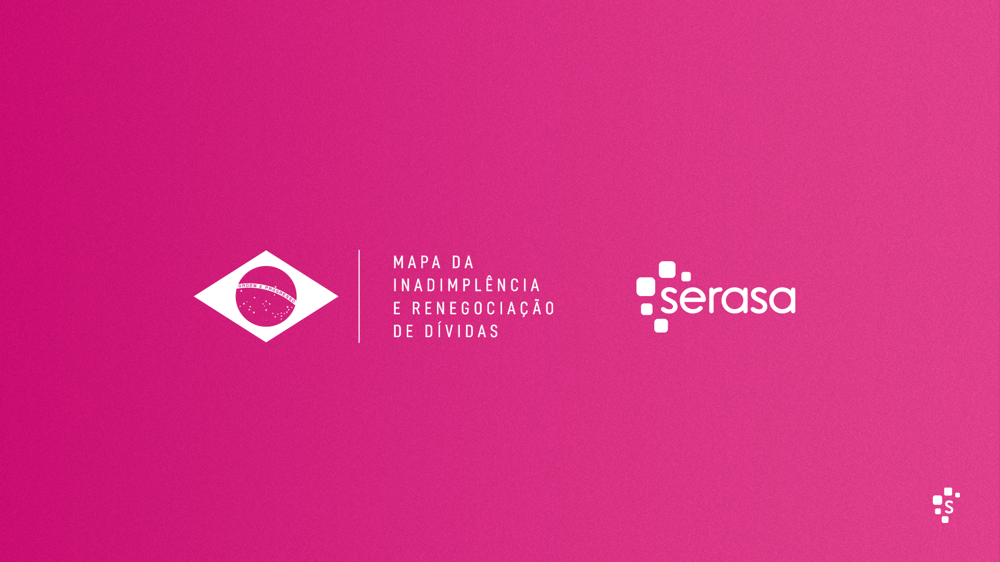 ORDEM E PROGRESSO
MAPA DA
INADIMPLÊNCIA
E RENEGOCIAÇÃO
DE DÍVIDAS
serasa
S